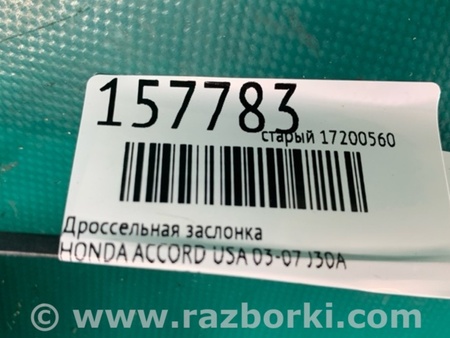 157783
старый 17200560
Дроссельная заслонка
HONDA ACCORD USA 03-07 J30A
© www.razborki.com